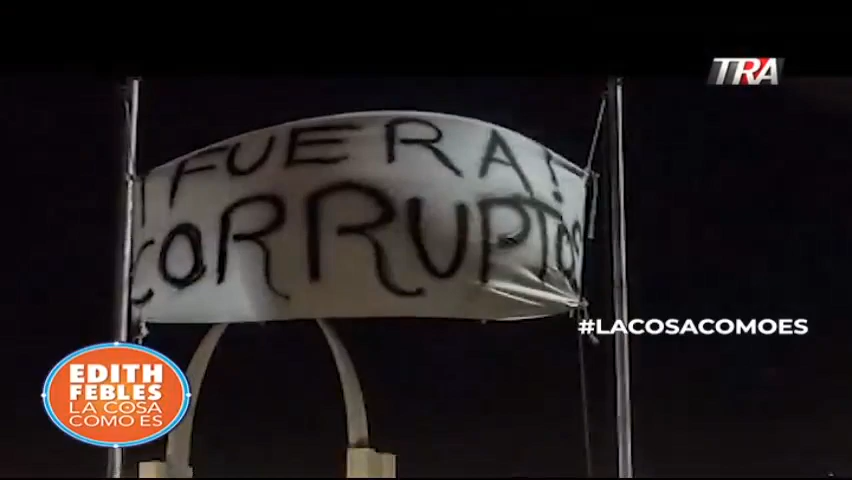 TRA
¡FUERA!
CORRUPTOS
#LACOSACOMOES
EDITH
FEBLES
LA COSA
COMO ES